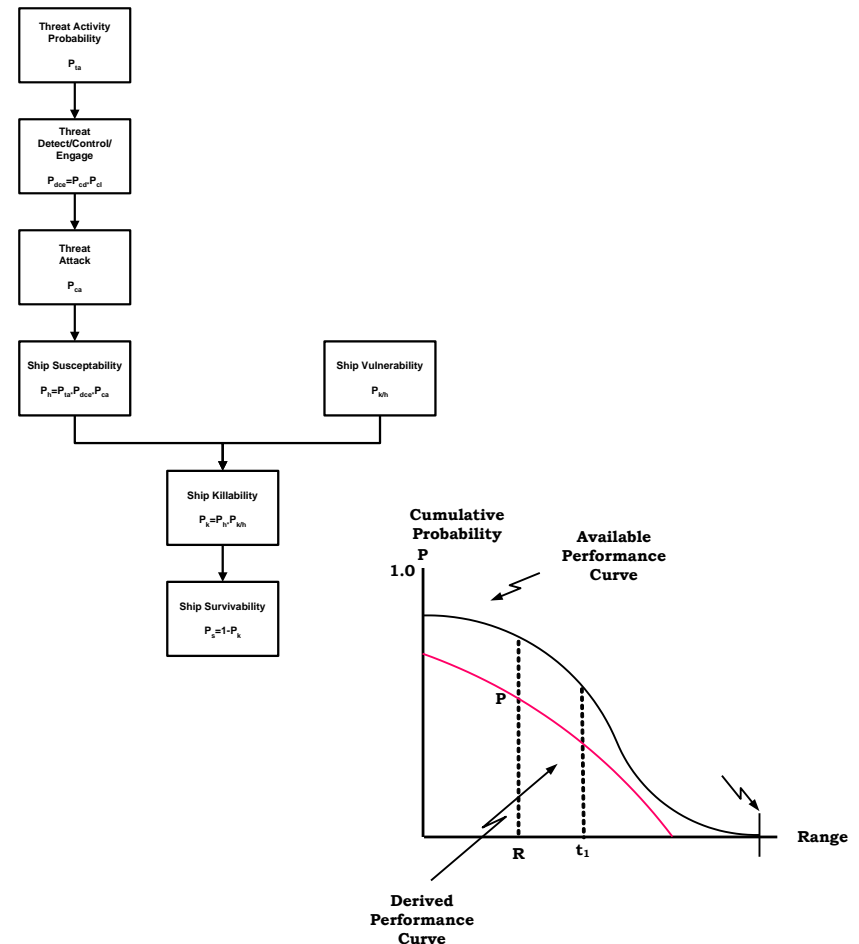 Threat Activity
Probability
Pta
Threat
Detect/Control/
Engage
Pdce=Pcd.Pcl
Threat
Attack
Pca
Ship Susceptability
Ph=Pta.Pdce.Pca
Ship Vulnerability
Pk/h
Ship Killability
Pk=Ph.Pk/h
Ship Survivability
Ps=1-Pk
Cumulative
Probability
P
1.0
Available
Performance
Curve
P
Range
R
t1
Derived
Performance
Curve